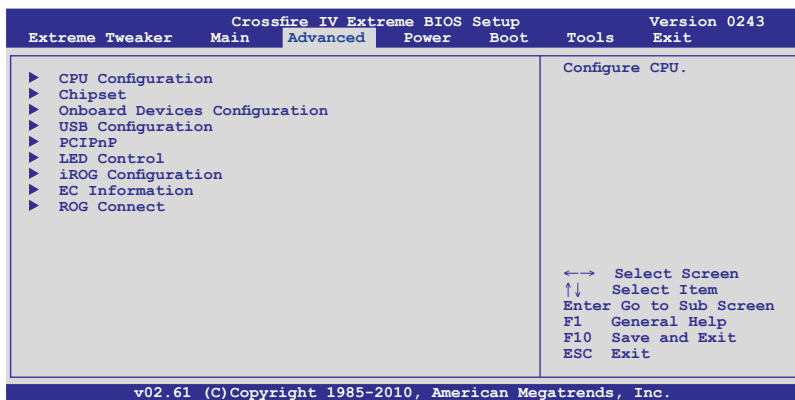 Crossfire IV Extreme BIOS Setup Version 0243
Extreme Tweaker Main Advanced Power Boot Tools Exit
CPU Configuration
Chipset
Onboard Devices Configuration
USB Configuration
PCIPnP
LED Control
iROG Configuration
EC Information
ROG Connect
Configure CPU.
←→ Select Screen
↑↓ Select Item
Enter Go to Sub Screen
F1 General Help
F10 Save and Exit
ESC Exit
v02.61 (C)Copyright 1985-2010, American Megatrends, Inc.